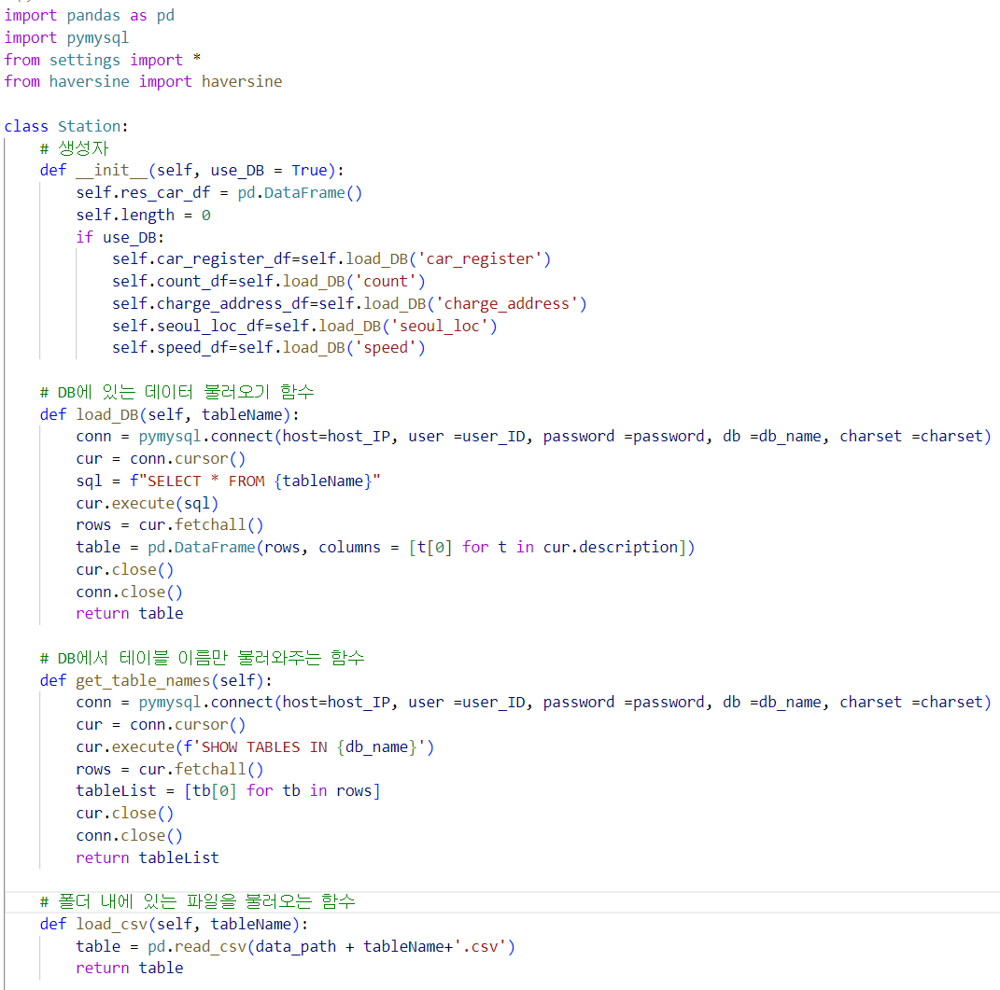 import pandas as pd
import pymysql
from settings import *
from haversine import haversine

class Station:
    # 생성자
    def __init__(self, use_DB = True):
        self.res_car_df = pd.DataFrame()
        self.length = 0
        if use_DB:
            self.car_register_df=self.load_DB('car_register')
            self.count_df=self.load_DB('count')
            self.charge_address_df=self.load_DB('charge_address')
            self.seoul_loc_df=self.load_DB('seoul_loc')
            self.speed_df=self.load_DB('speed')

    # DB에 있는 데이터 불러오기 함수
    def load_DB(self, tableName):
        conn = pymysql.connect(host=host_IP, user =user_ID, password =password, db =db_name, charset =charset)
        cur = conn.cursor()
        sql = f"SELECT * FROM {tableName}"
        cur.execute(sql)
        rows = cur.fetchall()
        table = pd.DataFrame(rows, columns = [t[0] for t in cur.description])
        cur.close()
        conn.close()
        return table

    # DB에서 테이블 이름만 불러와주는 함수
    def get_table_names(self):
        conn = pymysql.connect(host=host_IP, user =user_ID, password =password, db =db_name, charset =charset)
        cur = conn.cursor()
        cur.execute(f'SHOW TABLES IN {db_name}')
        rows = cur.fetchall()
        tableList = [tb[0] for tb in rows]
        cur.close()
        conn.close()
        return tableList

    # 폴더 내에 있는 파일을 불러오는 함수
    def load_csv(self, tableName):
        table = pd.read_csv(data_path + tableName+'.csv')
        return table